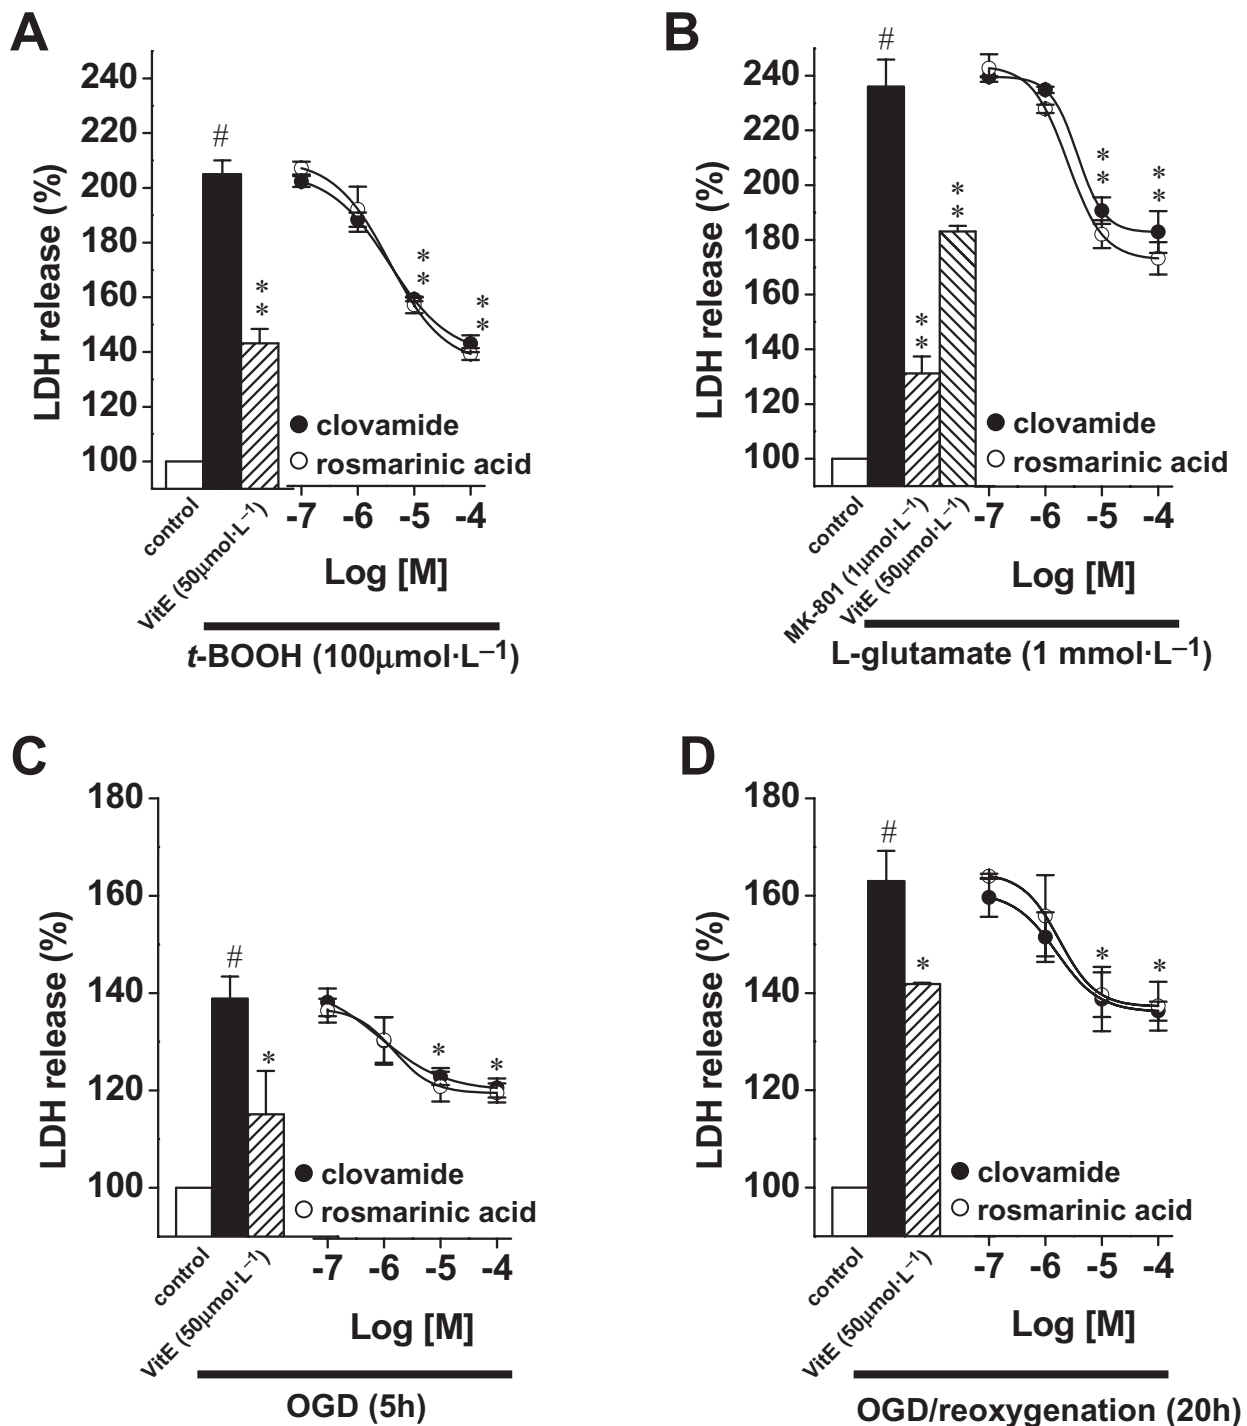 A
LDH release (%)
240
220
200
180
160
140
120
100
#
**
**
**
clovamide
rosmarinic acid
control
VitE (50μmol·L⁻¹)
-7 -6 -5 -4
Log [M]
t-BOOH (100μmol·L⁻¹)
B
LDH release (%)
240
220
200
180
160
140
120
100
#
**
**
**
**
clovamide
rosmarinic acid
control
MK-801 (1μmol·L⁻¹)
VitE (50μmol·L⁻¹)
-7 -6 -5 -4
Log [M]
L-glutamate (1 mmol·L⁻¹)
C
LDH release (%)
180
160
140
120
100
#
*
*
*
clovamide
rosmarinic acid
control
VitE (50μmol·L⁻¹)
-7 -6 -5 -4
Log [M]
OGD (5h)
D
LDH release (%)
180
160
140
120
100
#
*
*
*
clovamide
rosmarinic acid
control
VitE (50μmol·L⁻¹)
-7 -6 -5 -4
Log [M]
OGD/reoxygenation (20h)